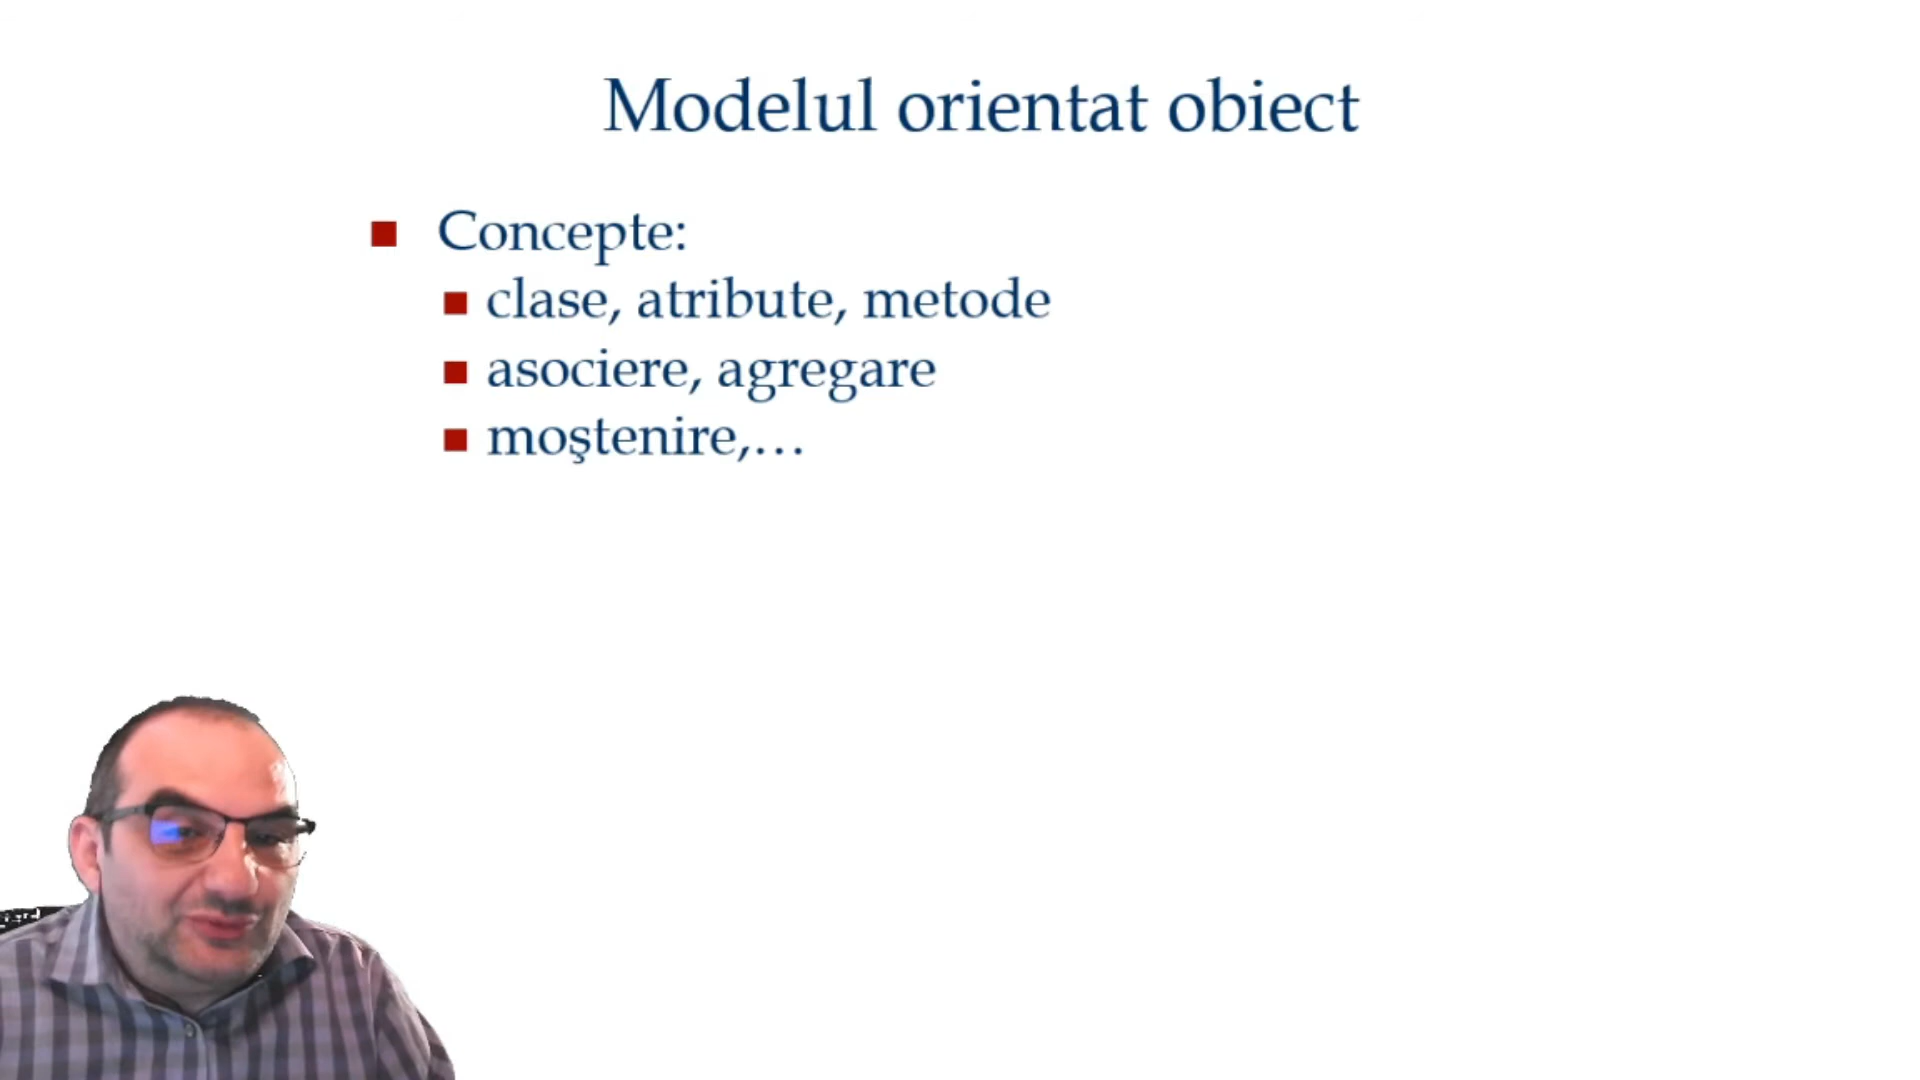 Modelul orientat obiect
Concepte:
clase, atribute, metode
asociere, agregare
moştenire,…